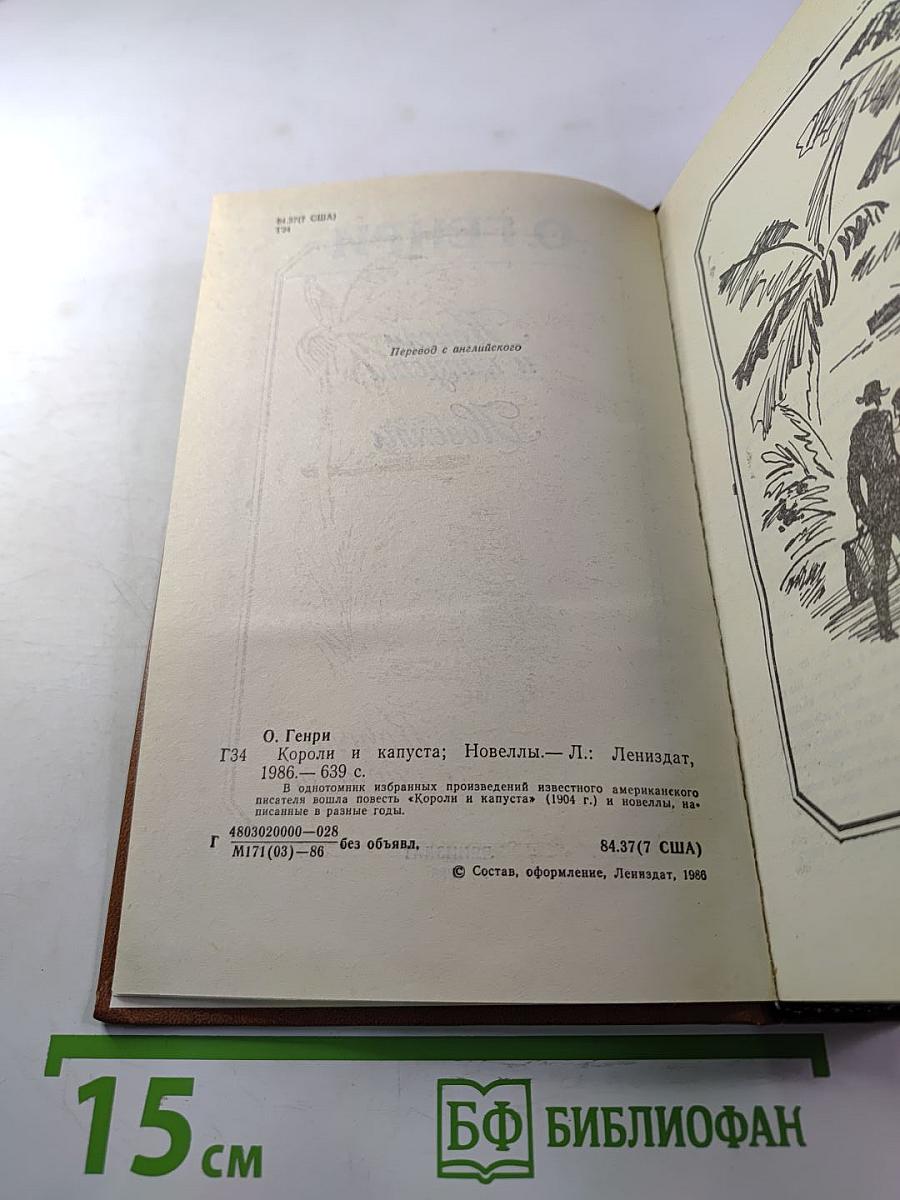 84.37(7 США)
Г34
Перевод с английского
О. Генри
Г34 Короли и капуста; Новеллы.— Л.: Лениздат,
1986.— 639 с.
В однотомник избранных произведений известного американского
писателя вошла повесть «Короли и капуста» (1904 г.) и новеллы, на-
писанные в разные годы.
Г 4803020000—028
М171(03)—86 без объявл. 84.37(7 США)
© Состав, оформление, Лениздат, 1986
15 см БФ БИБЛИОФАН